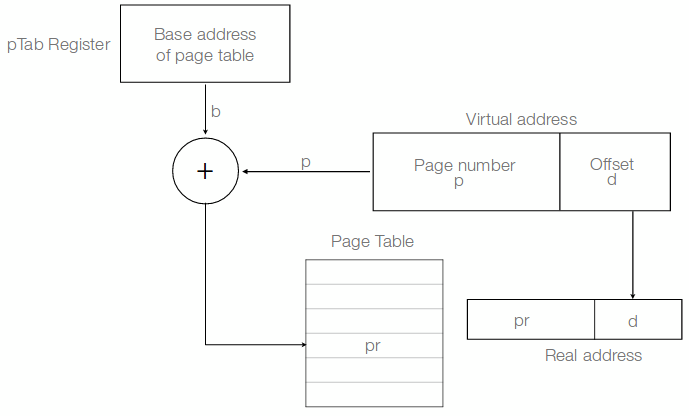 pTab Register
Base address
of page table
b
Virtual address
+
p
Page number
p
Offset
d
Page Table
pr
pr
d
Real address